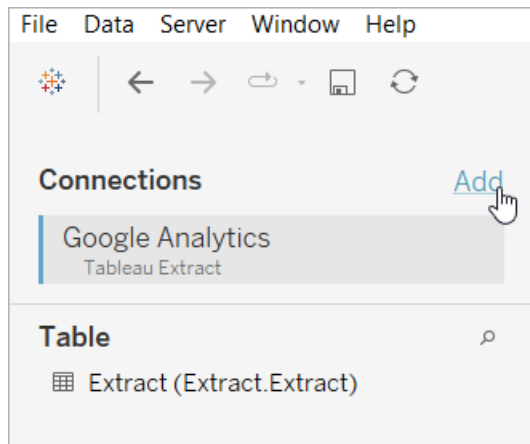 File Data Server Window Help
Connections Add
Google Analytics
Tableau Extract
Table
Extract (Extract.Extract)